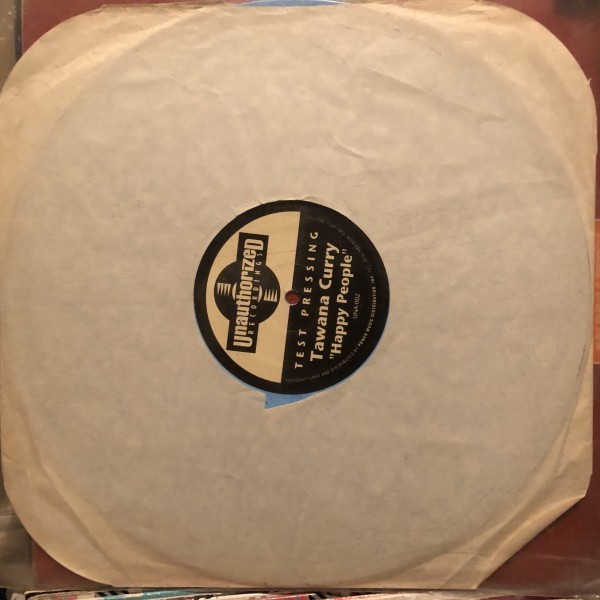 Unauthorized
RECORDINGS
TEST PRESSING
Tawana Curry
"Happy People"
UNA-002